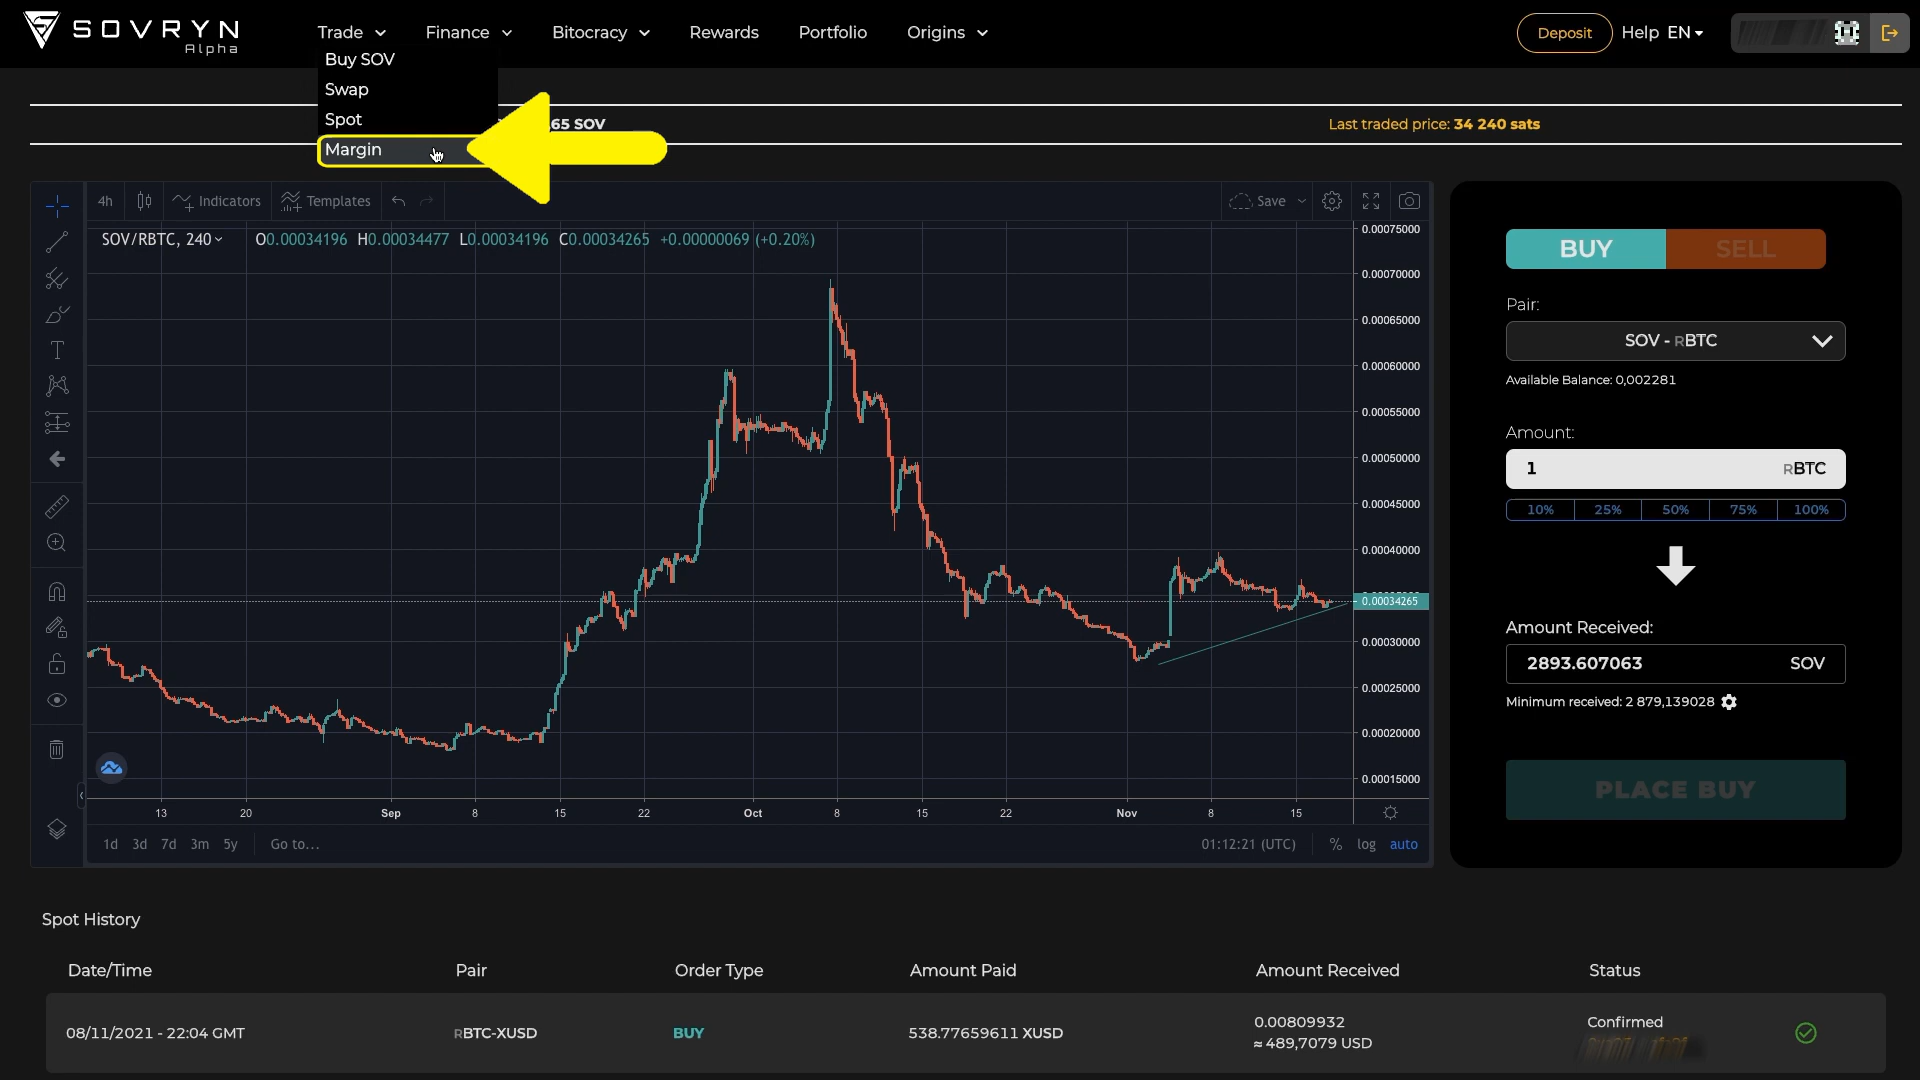 SOVRYN
Alpha
Trade
Finance
Bitocracy
Rewards
Portfolio
Origins
Deposit
Help
EN
Buy SOV
Swap
Spot
Margin
65 SOV
Last traded price: 34 240 sats
4h
Indicators
Templates
Save
SOV/RBTC, 240
O0.00034196 H0.00034477 L0.00034196 C0.00034265 +0.00000069 (+0.20%)
0.00075000
0.00070000
0.00065000
0.00060000
0.00055000
0.00050000
0.00045000
0.00040000
0.00034265
0.00030000
0.00025000
0.00020000
0.00015000
13 20 Sep 8 15 22 Oct 8 15 22 Nov 8 15
1d 3d 7d 3m 5y Go to...
01:12:21 (UTC) % log auto
BUY
SELL
Pair:
SOV - RBTC
Available Balance: 0,002281
Amount:
1 RBTC
10% 25% 50% 75% 100%
Amount Received:
2893.607063 SOV
Minimum received: 2 879,139028
PLACE BUY
Spot History
Date/Time Pair Order Type Amount Paid Amount Received Status
08/11/2021 - 22:04 GMT RBTC-XUSD BUY 538.77659611 XUSD 0.00809932 Confirmed
≈ 489,7079 USD